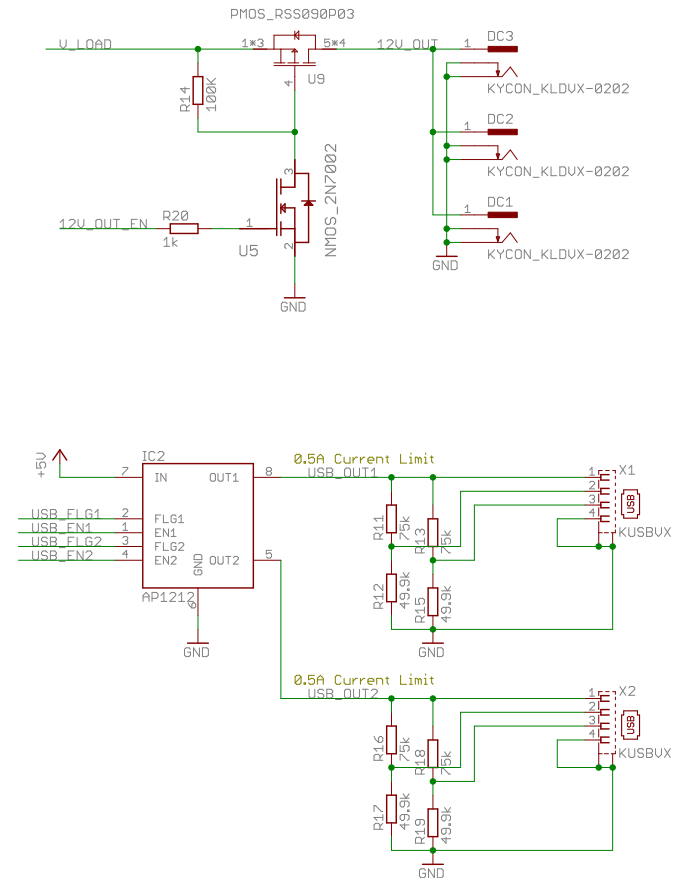 PMOS_RSS090P03
V_LOAD
1*3
5*4
12V_OUT
1
DC3
4
U9
R14
100K
KYCON_KLDVX-0202
1
DC2
KYCON_KLDVX-0202
3
NMOS_2N7002
1
DC1
12V_OUT_EN
R20
1k
1
U5
2
KYCON_KLDVX-0202
GND
GND
+5V
IC2
0.5A Current Limit
USB_OUT1
7
IN
OUT1
8
1
X1
2
3
4
USB
KUSBVX
USB_FLG1
2
FLG1
USB_EN1
1
EN1
USB_FLG2
3
FLG2
USB_EN2
4
EN2
GND
OUT2
5
AP1212
6
GND
R11
75k
R13
75k
R12
49.9k
R15
49.9k
GND
0.5A Current Limit
USB_OUT2
1
X2
2
3
4
USB
KUSBVX
R16
75k
R18
75k
R17
49.9k
R19
49.9k
GND